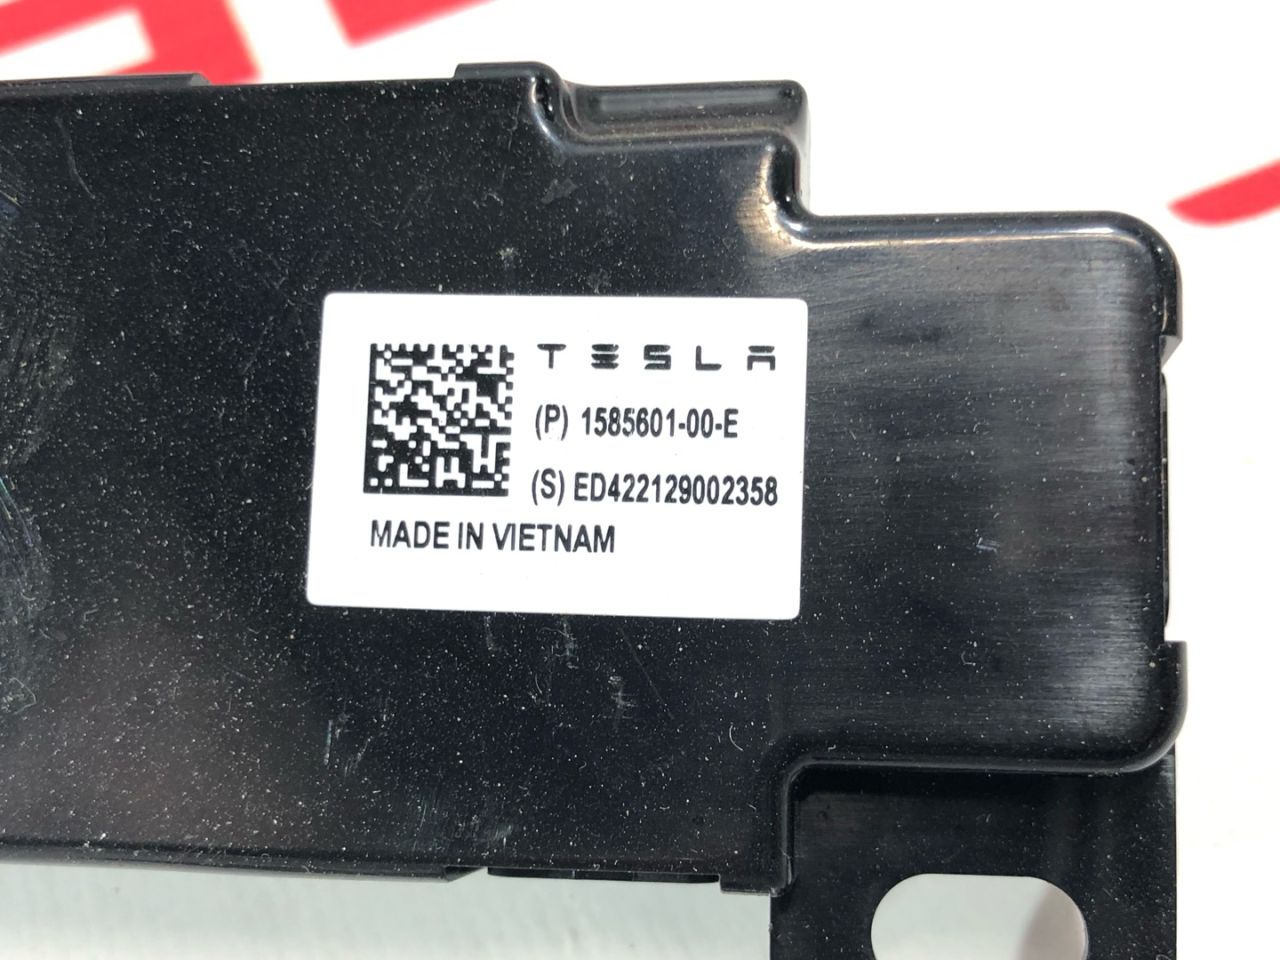 TESLA
(P) 1585601-00-E
(S) ED422129002358
MADE IN VIETNAM